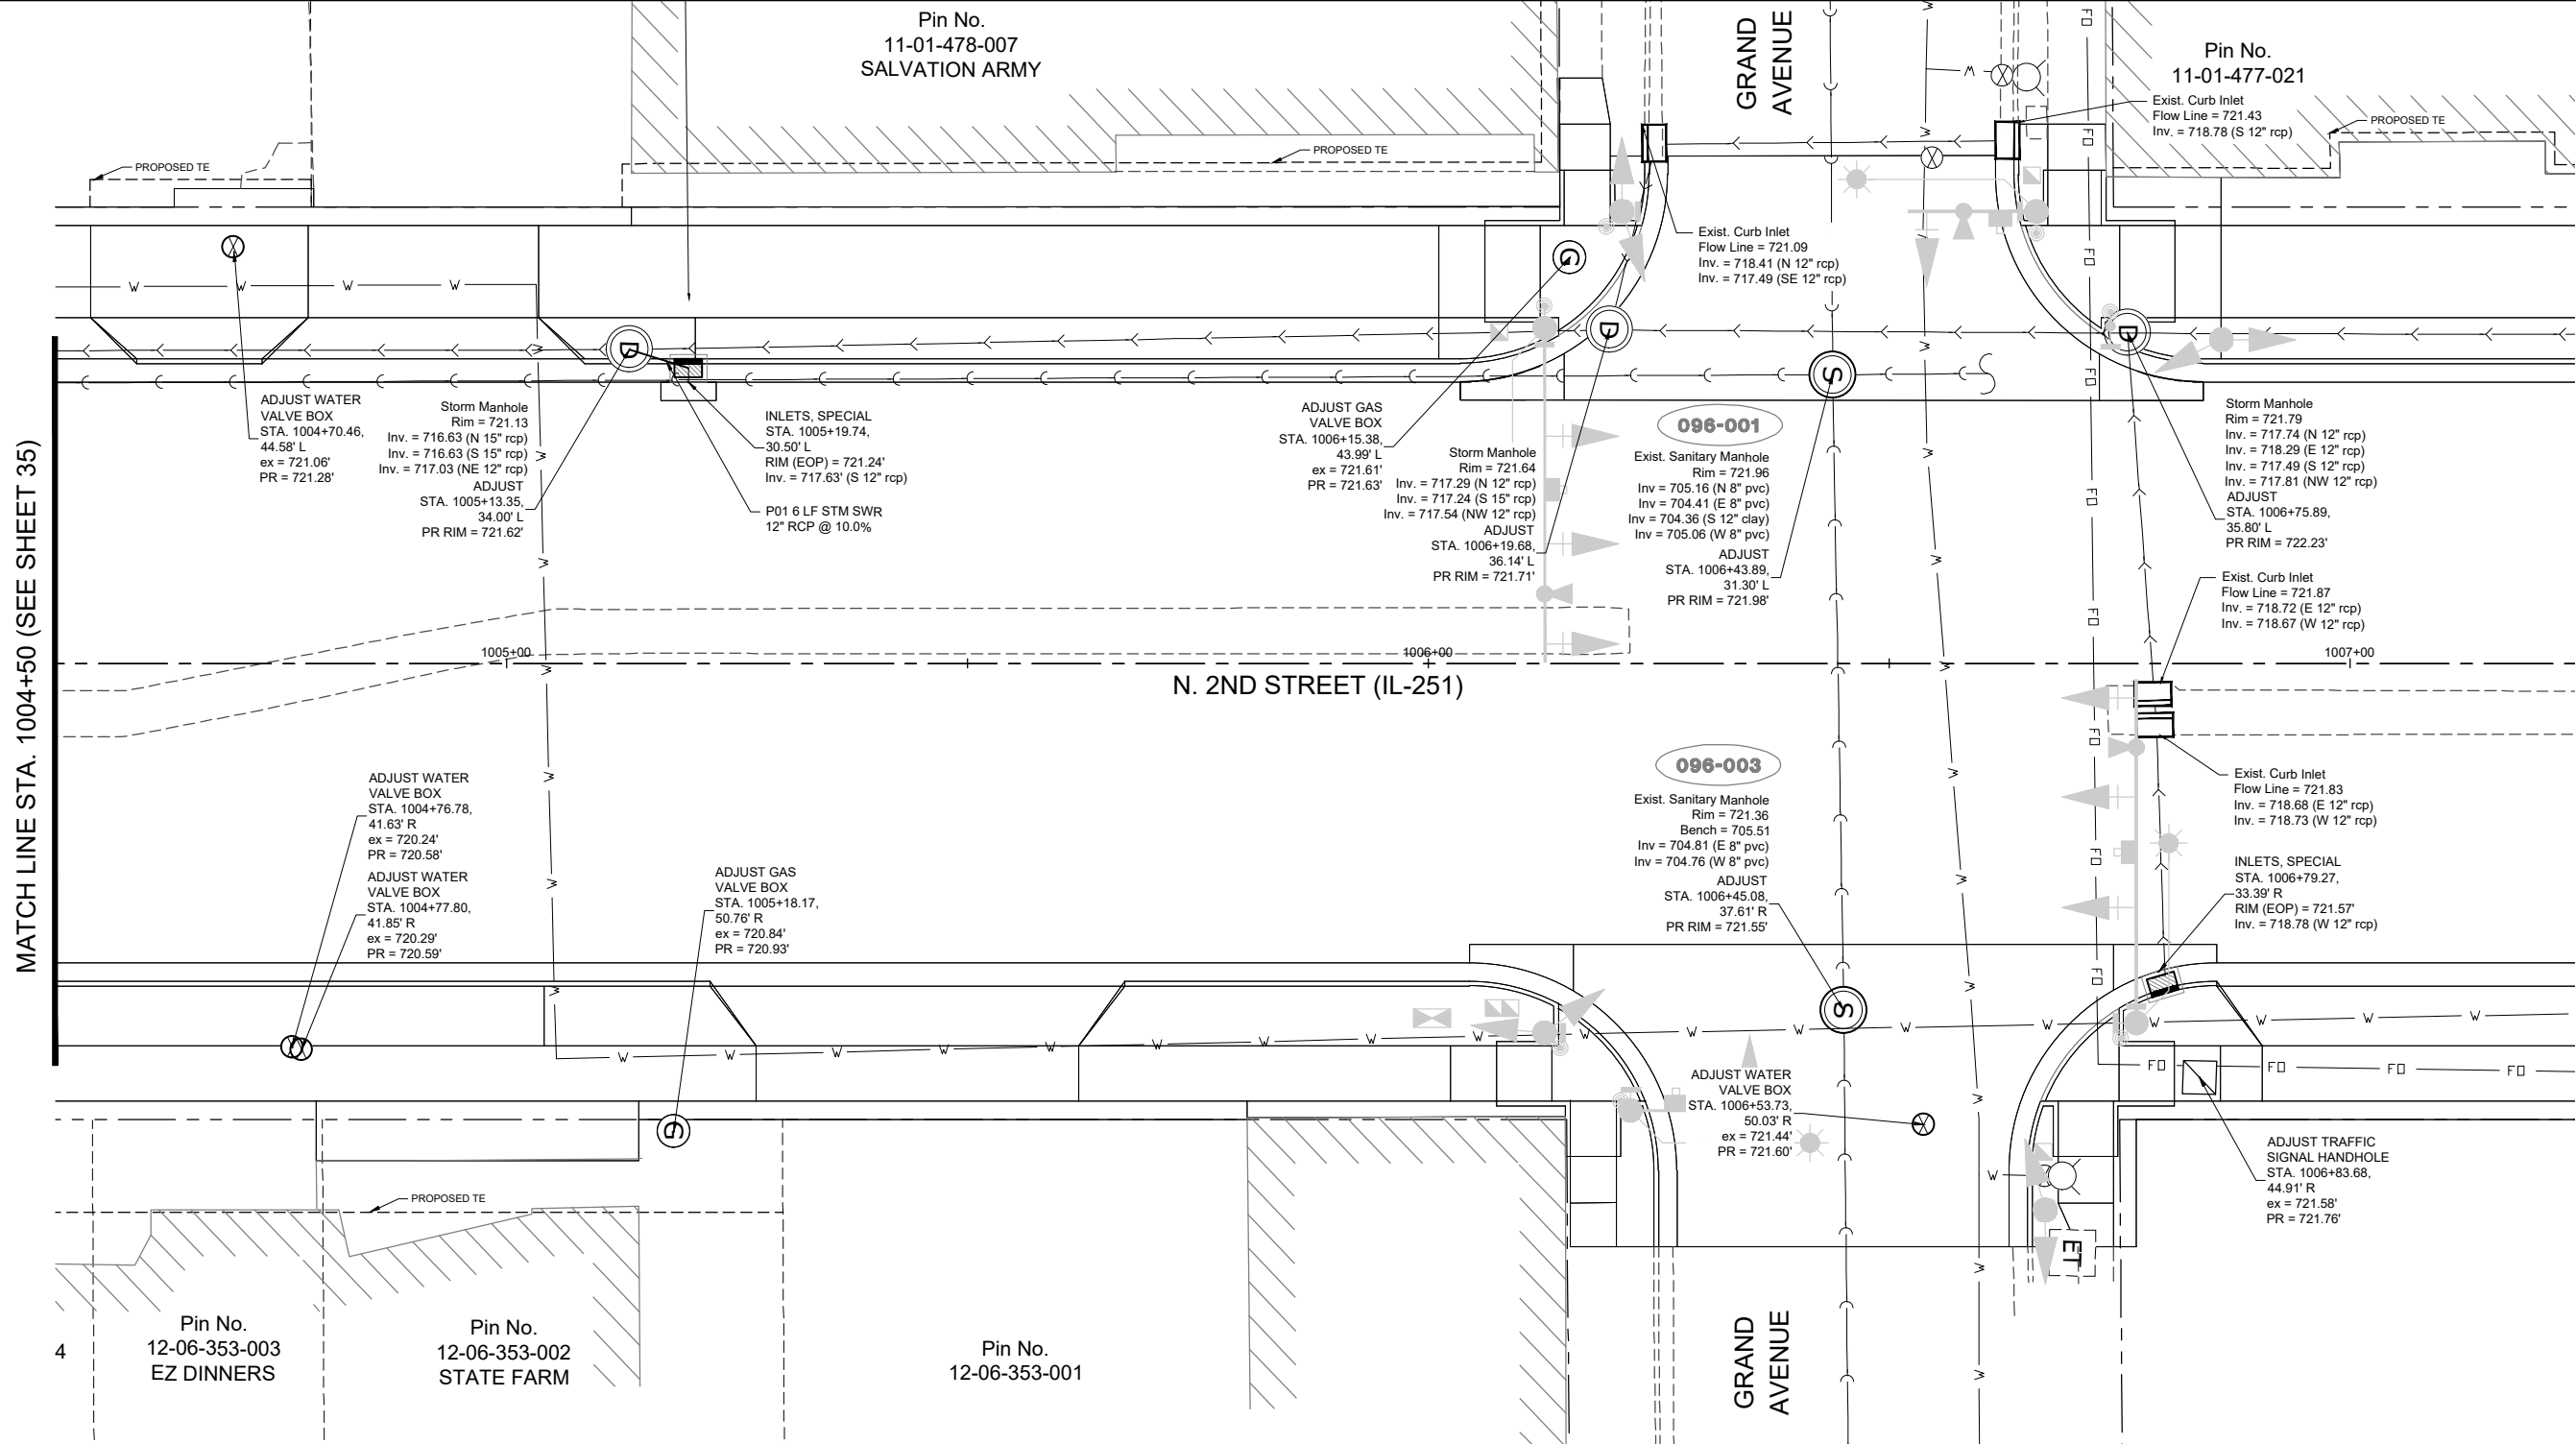 Pin No.
11-01-478-007
SALVATION ARMY
GRAND
AVENUE
Pin No.
11-01-477-021
Exist. Curb Inlet
Flow Line = 721.43
Inv. = 718.78 (S 12" rcp)
PROPOSED TE
PROPOSED TE
PROPOSED TE
Exist. Curb Inlet
Flow Line = 721.09
Inv. = 718.41 (N 12" rcp)
Inv. = 717.49 (SE 12" rcp)
MATCH LINE STA. 1004+50 (SEE SHEET 35)
ADJUST WATER
VALVE BOX
STA. 1004+70.46,
44.58' L
ex = 721.06'
PR = 721.28'
Storm Manhole
Rim = 721.13
Inv. = 716.63 (N 15" rcp)
Inv. = 716.63 (S 15" rcp)
Inv. = 717.03 (NE 12" rcp)
ADJUST
STA. 1005+13.35,
34.00' L
PR RIM = 721.62'
INLETS, SPECIAL
STA. 1005+19.74,
30.50' L
RIM (EOP) = 721.24'
Inv. = 717.63' (S 12" rcp)
P01 6 LF STM SWR
12" RCP @ 10.0%
ADJUST GAS
VALVE BOX
STA. 1006+15.38,
43.99' L
ex = 721.61'
PR = 721.63'
Storm Manhole
Rim = 721.64
Inv. = 717.29 (N 12" rcp)
Inv. = 717.24 (S 15" rcp)
Inv. = 717.54 (NW 12" rcp)
ADJUST
STA. 1006+19.68,
36.14' L
PR RIM = 721.71'
096-001
Exist. Sanitary Manhole
Rim = 721.96
Inv = 705.16 (N 8" pvc)
Inv = 704.41 (E 8" pvc)
Inv = 704.36 (S 12" clay)
Inv = 705.06 (W 8" pvc)
ADJUST
STA. 1006+43.89,
31.30' L
PR RIM = 721.98'
Storm Manhole
Rim = 721.79
Inv. = 717.74 (N 12" rcp)
Inv. = 718.29 (E 12" rcp)
Inv. = 717.49 (S 12" rcp)
Inv. = 717.81 (NW 12" rcp)
ADJUST
STA. 1006+75.89,
35.80' L
PR RIM = 722.23'
Exist. Curb Inlet
Flow Line = 721.87
Inv. = 718.72 (E 12" rcp)
Inv. = 718.67 (W 12" rcp)
1005+00
1006+00
1007+00
N. 2ND STREET (IL-251)
ADJUST WATER
VALVE BOX
STA. 1004+76.78,
41.63' R
ex = 720.24'
PR = 720.58'
ADJUST WATER
VALVE BOX
STA. 1004+77.80,
41.85' R
ex = 720.29'
PR = 720.59'
ADJUST GAS
VALVE BOX
STA. 1005+18.17,
50.76' R
ex = 720.84'
PR = 720.93'
096-003
Exist. Sanitary Manhole
Rim = 721.36
Bench = 705.51
Inv = 704.81 (E 8" pvc)
Inv = 704.76 (W 8" pvc)
ADJUST
STA. 1006+45.08,
37.61' R
PR RIM = 721.55'
Exist. Curb Inlet
Flow Line = 721.83
Inv. = 718.68 (E 12" rcp)
Inv. = 718.73 (W 12" rcp)
INLETS, SPECIAL
STA. 1006+79.27,
33.39' R
RIM (EOP) = 721.57'
Inv. = 718.78 (W 12" rcp)
ADJUST WATER
VALVE BOX
STA. 1006+53.73,
50.03' R
ex = 721.44'
PR = 721.60'
ADJUST TRAFFIC
SIGNAL HANDHOLE
STA. 1006+83.68,
44.91' R
ex = 721.58'
PR = 721.76'
ET
PROPOSED TE
4
Pin No.
12-06-353-003
EZ DINNERS
Pin No.
12-06-353-002
STATE FARM
Pin No.
12-06-353-001
GRAND
AVENUE